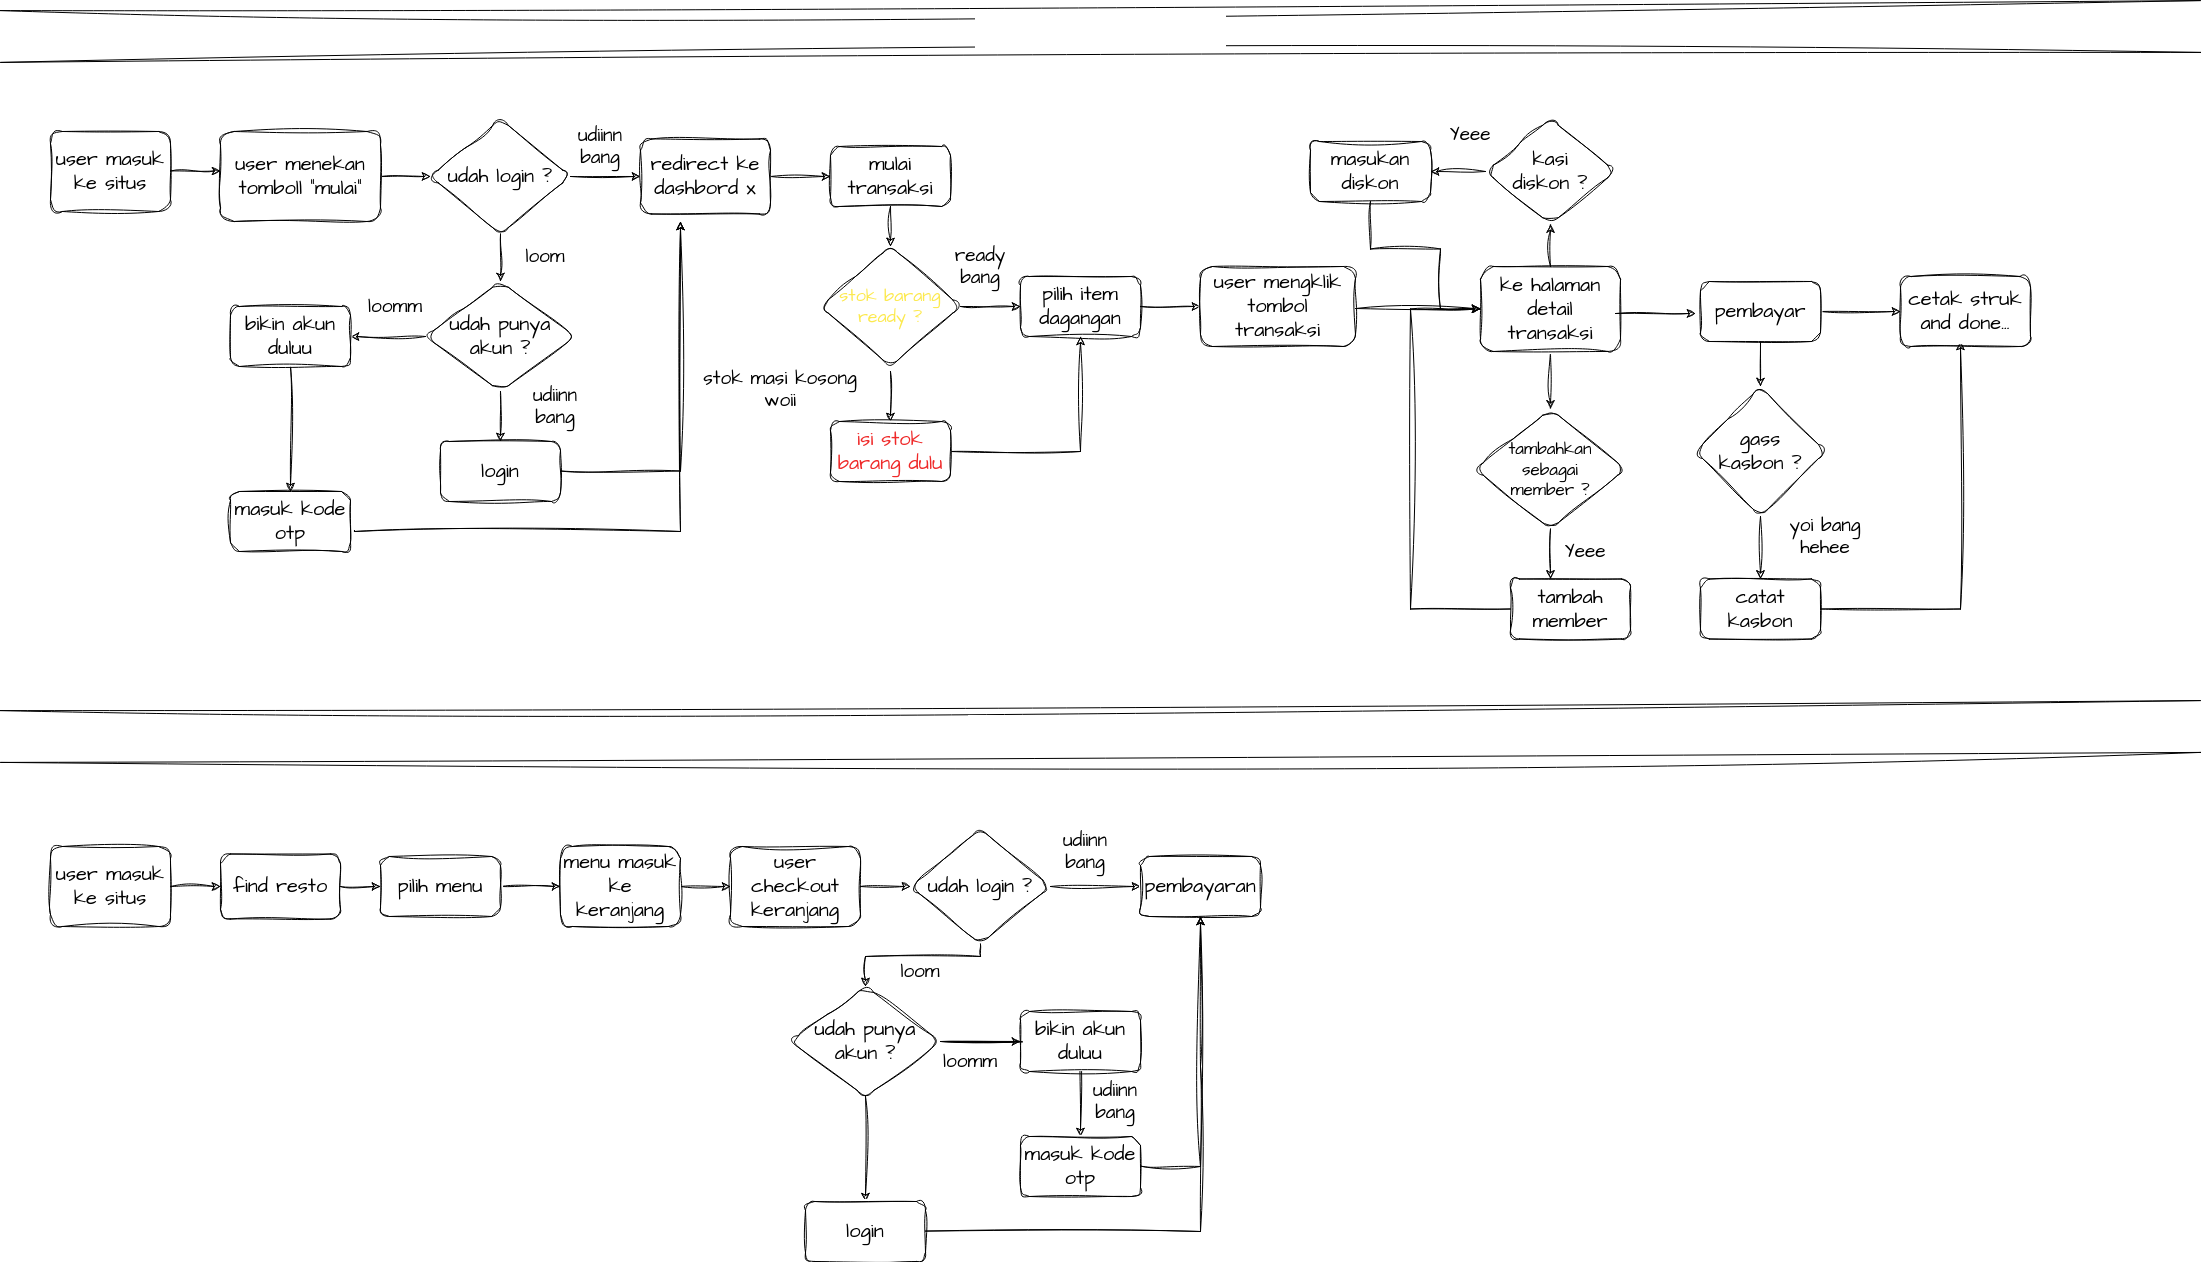 user masuk
ke situs
user menekan
tomboll "mulai"
udah login ?
udiinn
bang
redirect ke
dashbord x
mulai
transaksi
loom
udah punya
akun ?
loomm
bikin akun
duluu
udiinn
bang
login
masuk kode
otp
stok barang
ready ?
ready
bang
stok masi kosong
woii
isi stok
barang dulu
pilih item
dagangan
user mengklik
tombol
transaksi
masukan
diskon
Yeee
kasi
diskon ?
ke halaman
detail
transaksi
tambahkan
sebagai
member ?
Yeee
tambah
member
pembayar
gass
kasbon ?
yoi bang
hehee
catat
kasbon
cetak struk
and done...
user masuk
ke situs
find resto
pilih menu
menu masuk
ke
keranjang
user
checkout
keranjang
udah login ?
udiinn
bang
pembayaran
loom
udah punya
akun ?
loomm
bikin akun
duluu
udiinn
bang
masuk kode
otp
login